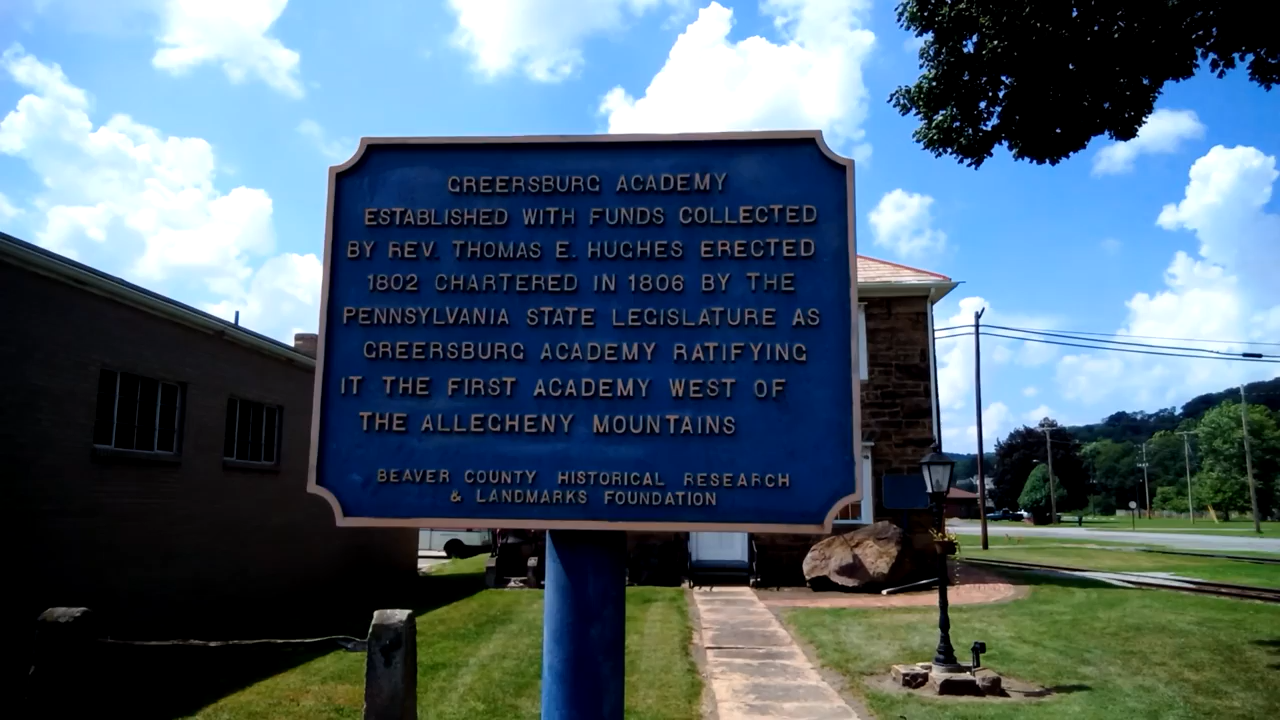 GREERSBURG ACADEMY
ESTABLISHED WITH FUNDS COLLECTED
BY REV. THOMAS E. HUGHES ERECTED
1802 CHARTERED IN 1806 BY THE
PENNSYLVANIA STATE LEGISLATURE AS
GREERSBURG ACADEMY RATIFYING
IT THE FIRST ACADEMY WEST OF
THE ALLEGHENY MOUNTAINS
BEAVER COUNTY HISTORICAL RESEARCH
& LANDMARKS FOUNDATION